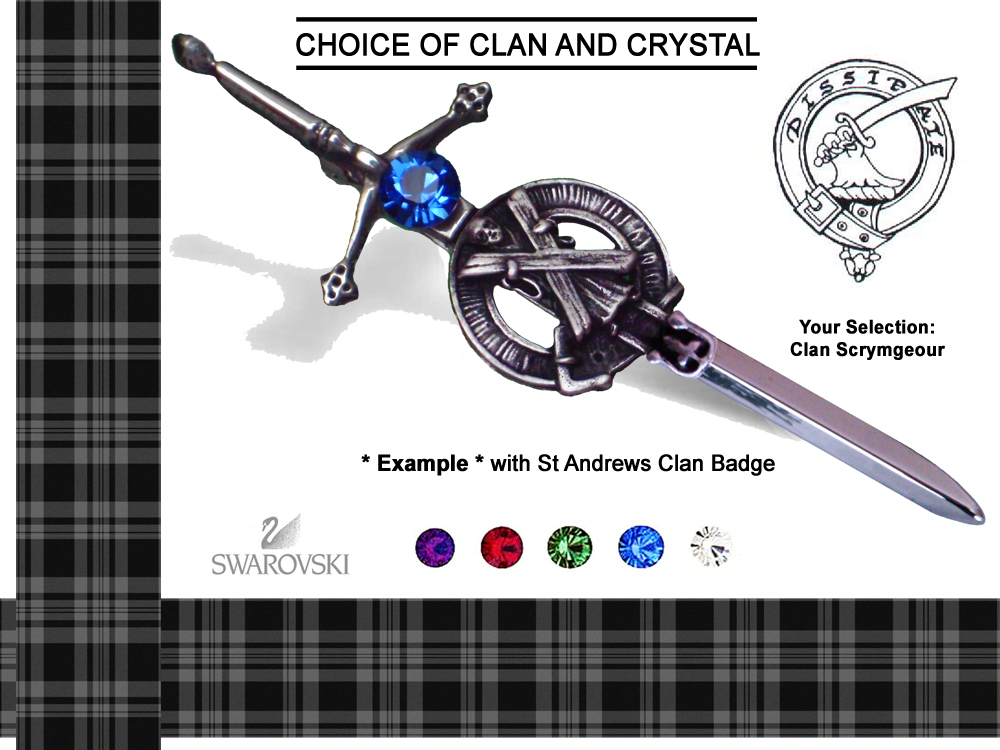 CHOICE OF CLAN AND CRYSTAL
DISSIPATE
Your Selection:
Clan Scrymgeour
* Example * with St Andrews Clan Badge
SWAROVSKI